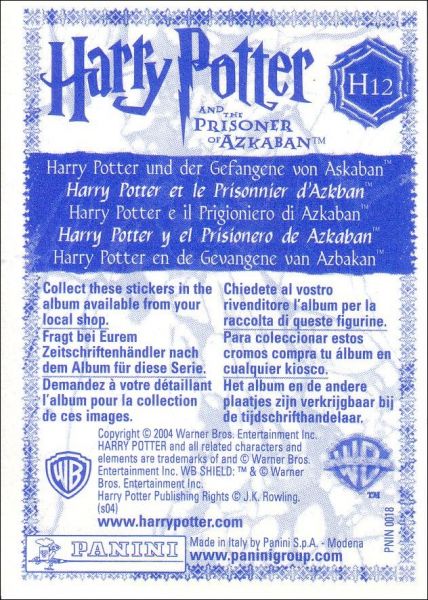 Harry Potter
H12
AND THE
PRISONER
OF AZKABAN™
Harry Potter und der Gefangene von Askaban™
Harry Potter et le Prisonnier d'Azkban™
Harry Potter e il Prigioniero di Azkaban™
Harry Potter y el Prisionero de Azkaban™
Harry Potter en de Gevangene van Azbakan™
Collect these stickers in the
album available from your
local shop.
Fragt bei Eurem
Zeitschriftenhändler nach
dem Album für diese Serie.
Demandez à votre détaillant
l'album pour la collection
de ces images.
Chiedete al vostro
rivenditore l'album per la
raccolta di queste figurine.
Para coleccionar estos
cromos compra tu álbum en
cualquier kiosco.
Het album en de andere
plaatjes zijn verkrijgbaar bij
de tijdschrifthandelaar.
Copyright © 2004 Warner Bros. Entertainment Inc.
HARRY POTTER and all related characters and
elements are trademarks of and © Warner Bros.
Entertainment Inc. WB SHIELD: ™ & © Warner
Bros. Entertainment Inc.
Harry Potter Publishing Rights © J.K. Rowling.
(s04)
www.harrypotter.com
WB
WB
™
PNIN 0018
PANINI
Made in Italy by Panini S.p.A. - Modena
www.paninigroup.com